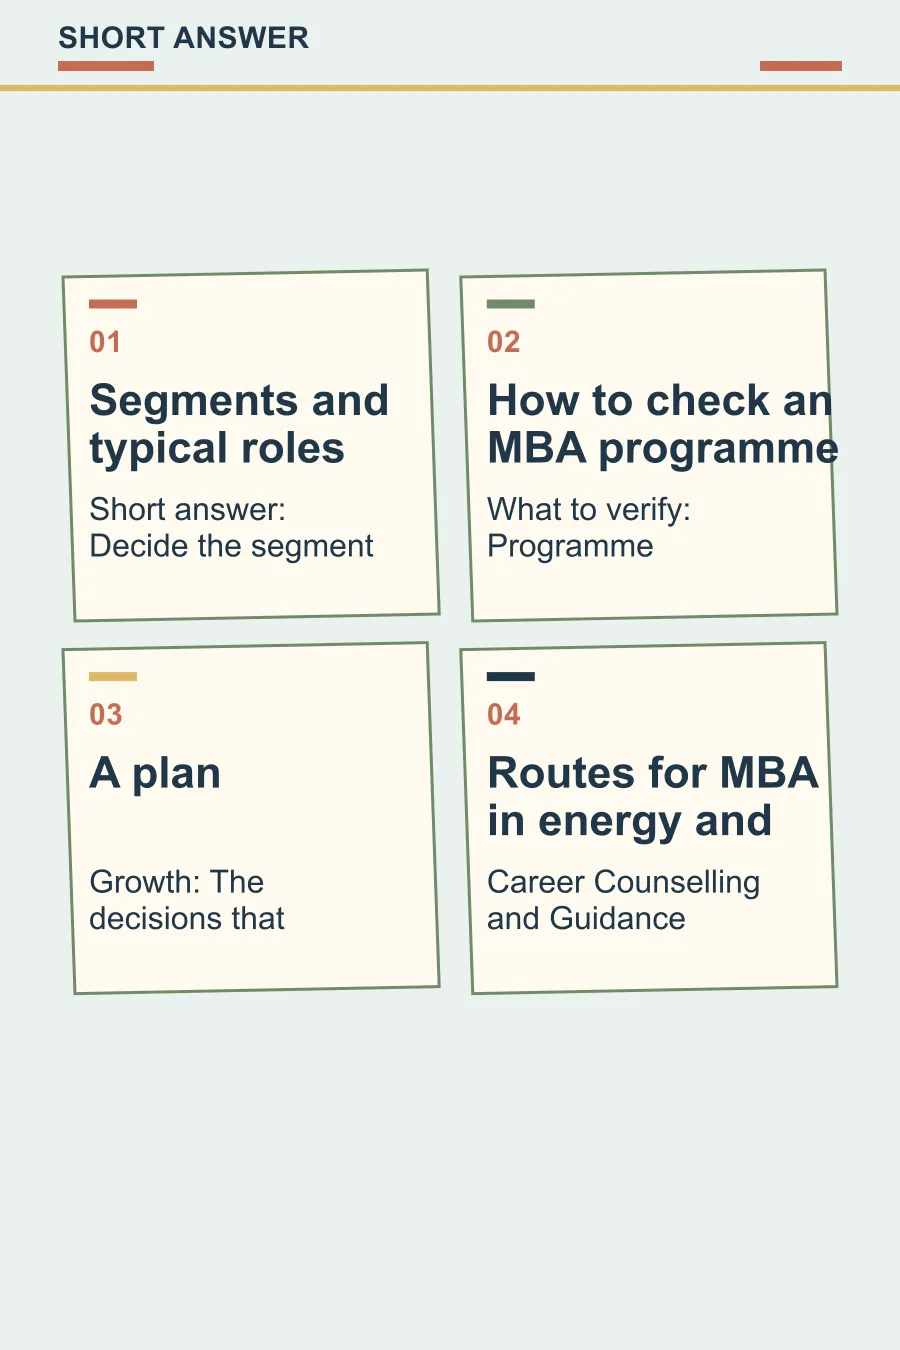 SHORT ANSWER
01
Segments and
typical roles
Short answer:
Decide the segment
02
How to check an
MBA programme
What to verify:
Programme
03
A plan
Growth: The
decisions that
04
Routes for MBA
in energy and
Career Counselling
and Guidance